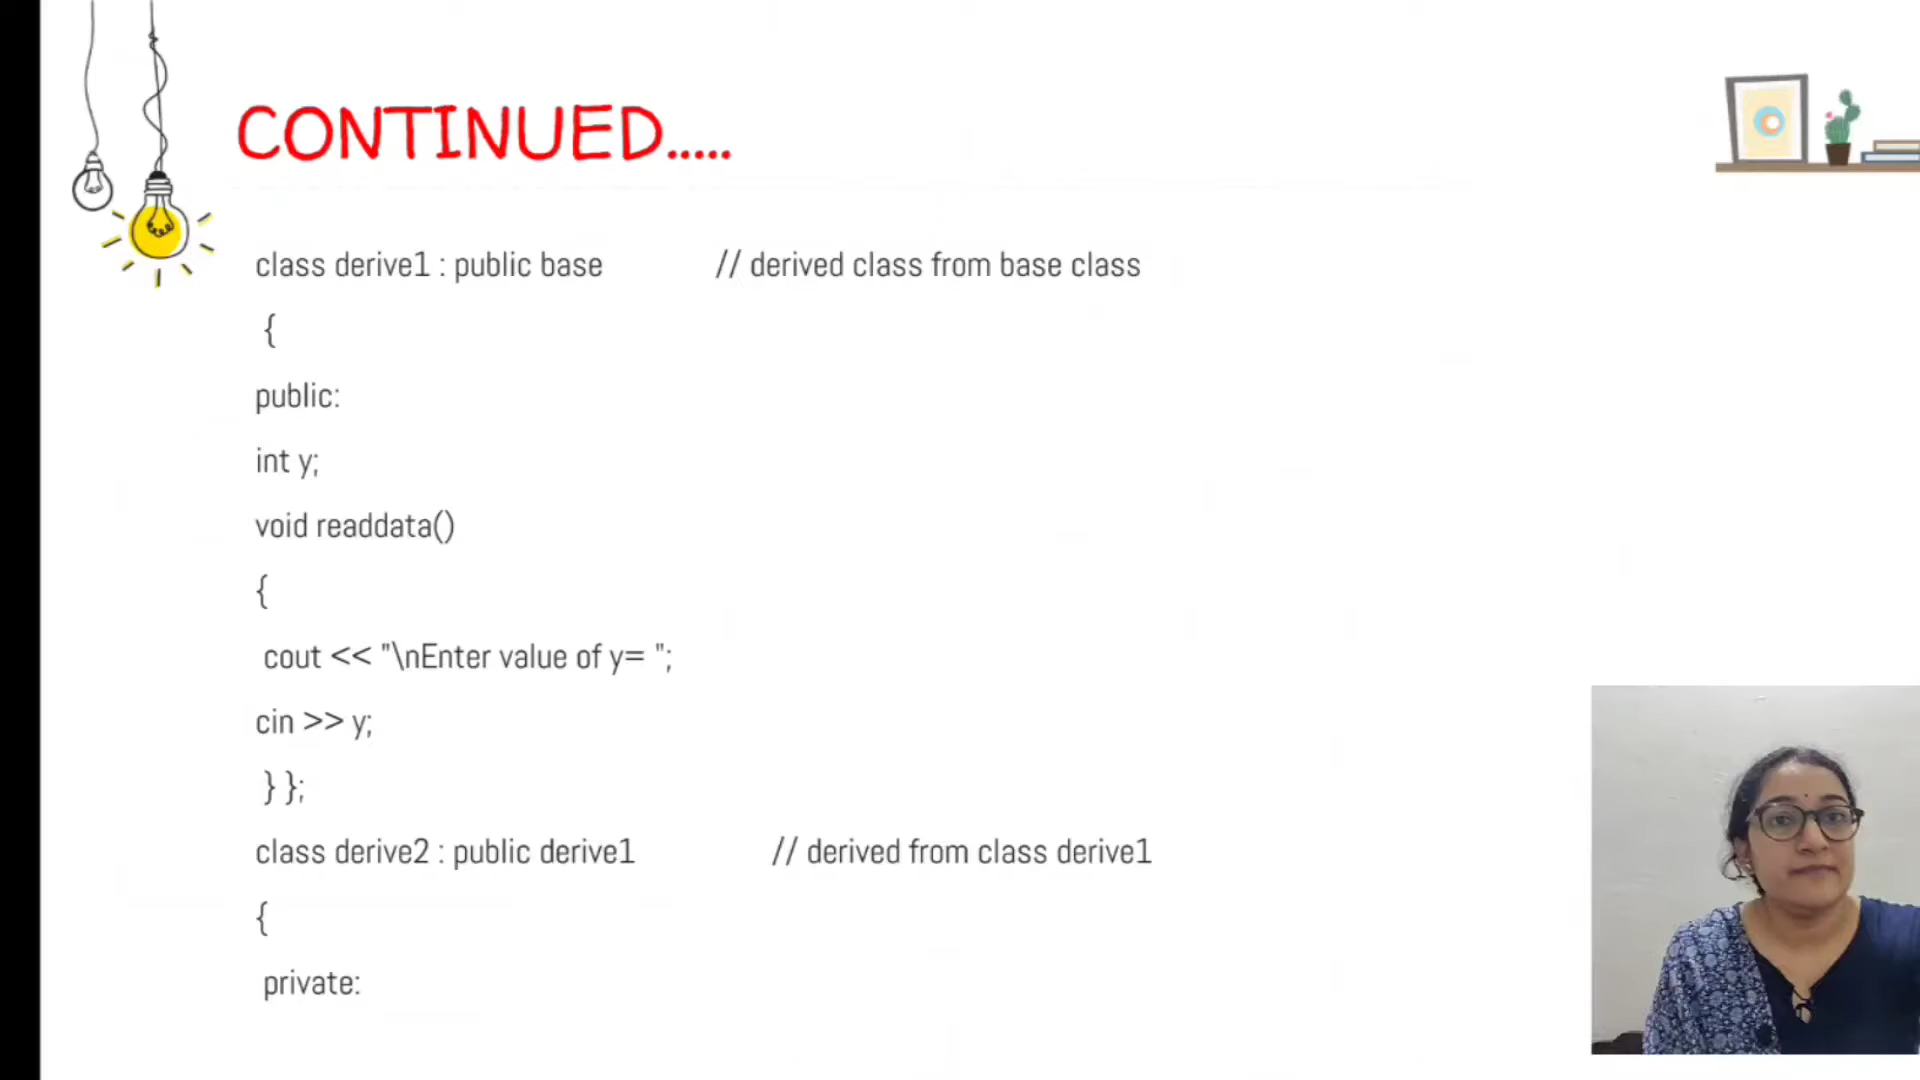 CONTINUED.....
class derive1 : public base // derived class from base class
{
public:
int y;
void readdata()
{
cout << "\nEnter value of y= ";
cin >> y;
} };
class derive2 : public derive1 // derived from class derive1
{
private: